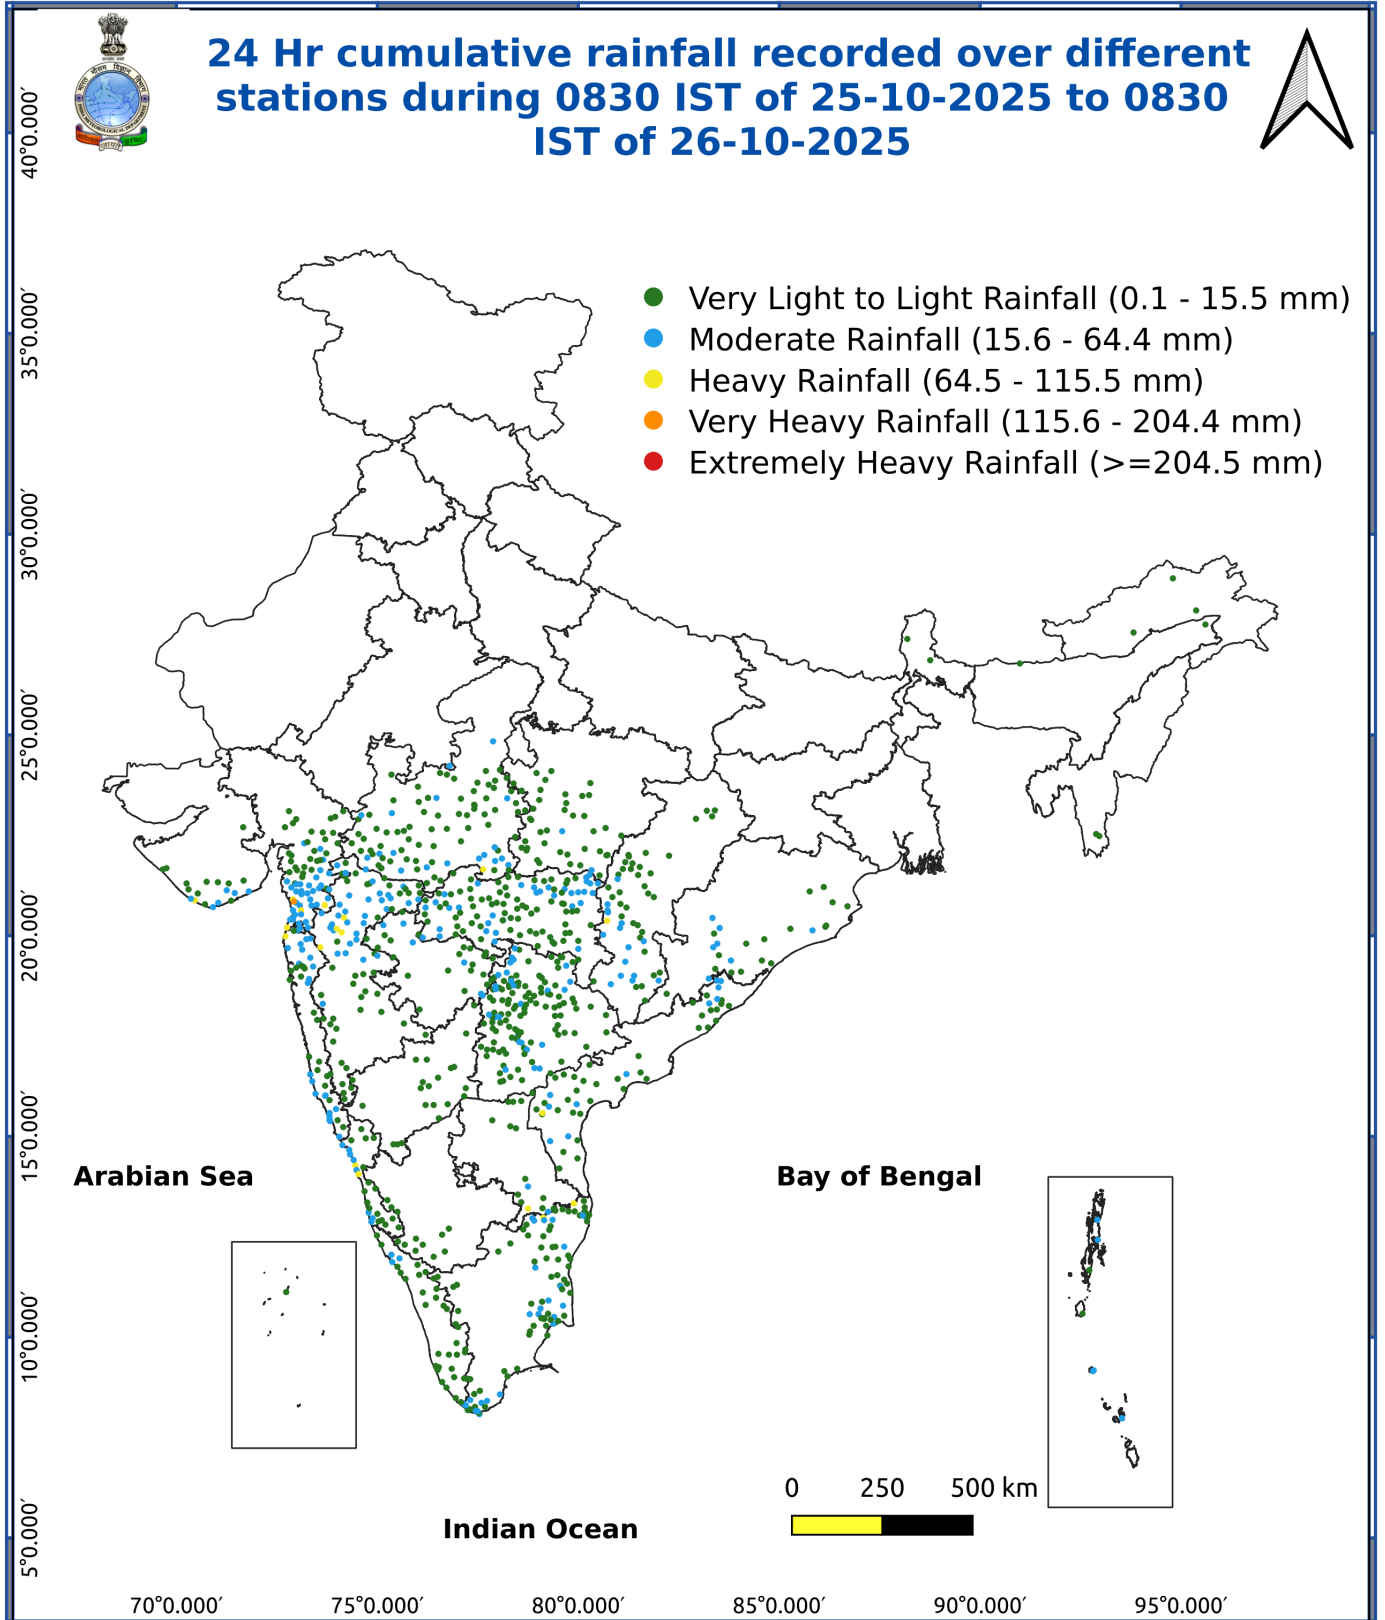 24 Hr cumulative rainfall recorded over different
stations during 0830 IST of 25-10-2025 to 0830
IST of 26-10-2025
Very Light to Light Rainfall (0.1 - 15.5 mm)
Moderate Rainfall (15.6 - 64.4 mm)
Heavy Rainfall (64.5 - 115.5 mm)
Very Heavy Rainfall (115.6 - 204.4 mm)
Extremely Heavy Rainfall (>=204.5 mm)
40°0.000′
35°0.000′
30°0.000′
25°0.000′
20°0.000′
15°0.000′
10°0.000′
5°0.000′
Arabian Sea
Bay of Bengal
Indian Ocean
0 250 500 km
70°0.000′ 75°0.000′ 80°0.000′ 85°0.000′ 90°0.000′ 95°0.000′